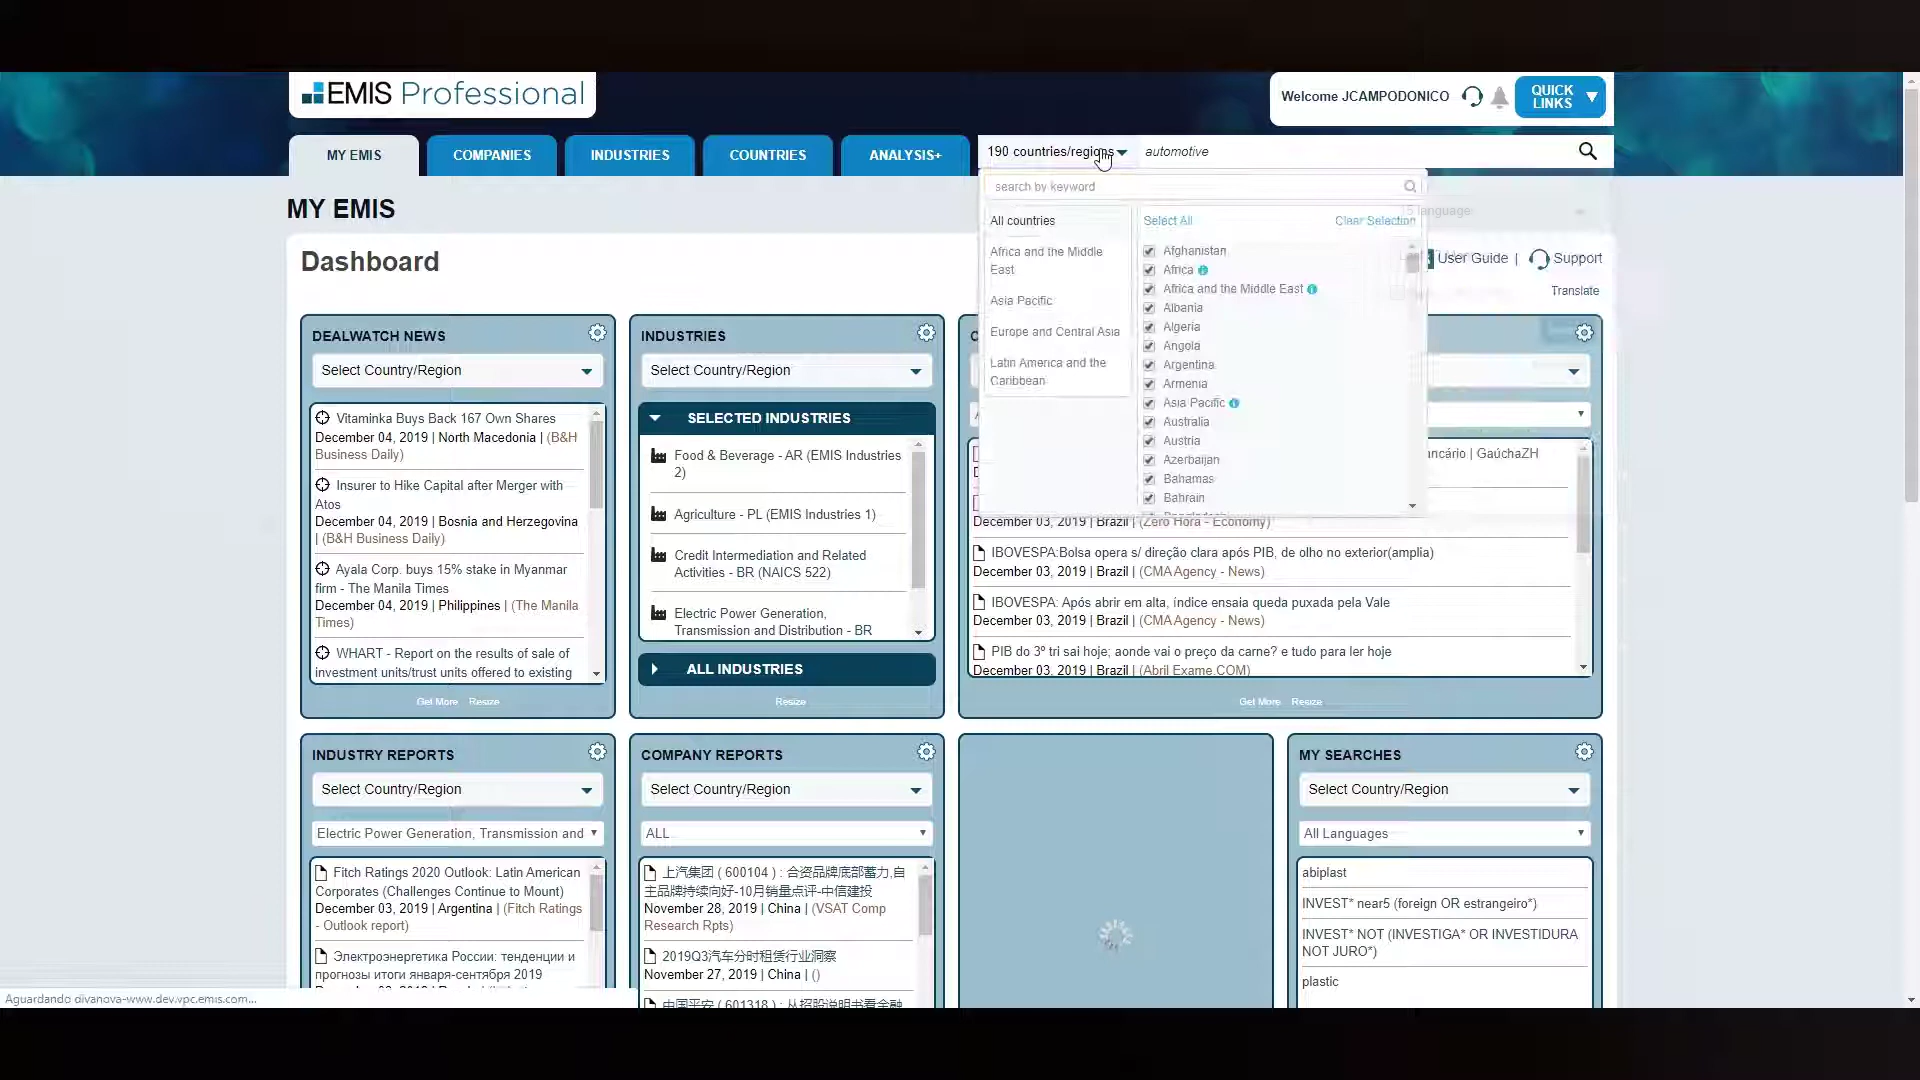 EMIS Professional
Welcome JCAMPODONICO
QUICK LINKS
MY EMIS
COMPANIES
INDUSTRIES
COUNTRIES
ANALYSIS+
190 countries/regions
automotive
search by keyword
All countries
Africa and the Middle
East
Asia Pacific
Europe and Central Asia
Latin America and the
Caribbean
Select All
Clear Selection
Afghanistan
Africa
Africa and the Middle East
Albania
Algeria
Angola
Argentina
Armenia
Asia Pacific
Australia
Austria
Azerbaijan
Bahamas
Bahrain
language
MY EMIS
Dashboard
User Guide |
Support
Translate
DEALWATCH NEWS
Select Country/Region
Vitaminka Buys Back 167 Own Shares
December 04, 2019 | North Macedonia | (B&H
Business Daily)
Insurer to Hike Capital after Merger with
Atos
December 04, 2019 | Bosnia and Herzegovina
| (B&H Business Daily)
Ayala Corp. buys 15% stake in Myanmar
firm - The Manila Times
December 04, 2019 | Philippines | (The Manila
Times)
WHART - Report on the results of sale of
investment units/trust units offered to existing
Get More Resize
INDUSTRIES
Select Country/Region
SELECTED INDUSTRIES
Food & Beverage - AR (EMIS Industries
2)
Agriculture - PL (EMIS Industries 1)
Credit Intermediation and Related
Activities - BR (NAICS 522)
Electric Power Generation,
Transmission and Distribution - BR
ALL INDUSTRIES
Resize
ancário | GaúchaZH
December 03, 2019 | Brazil | (Zero Hora - Economy)
IBOVESPA:Bolsa opera s/ direção clara após PIB, de olho no exterior(amplia)
December 03, 2019 | Brazil | (CMA Agency - News)
IBOVESPA: Após abrir em alta, índice ensaia queda puxada pela Vale
December 03, 2019 | Brazil | (CMA Agency - News)
PIB do 3º tri sai hoje; aonde vai o preço da carne? e tudo para ler hoje
December 03, 2019 | Brazil | (Abril Exame.COM)
Get More Resize
INDUSTRY REPORTS
Select Country/Region
Electric Power Generation, Transmission and
Fitch Ratings 2020 Outlook: Latin American
Corporates (Challenges Continue to Mount)
December 03, 2019 | Argentina | (Fitch Ratings
- Outlook report)
Электроэнергетика России: тенденции и
прогнозы итоги января-сентября 2019
COMPANY REPORTS
Select Country/Region
ALL
上汽集团 ( 600104 ) : 合资品牌底部蓄力,自
主品牌持续向好-10月销量点评-中信建投
November 28, 2019 | China | (VSAT Comp
Research Rpts)
2019Q3汽车分时租赁行业洞察
November 27, 2019 | China | ()
中国平安 ( 601318 ) : 从招股说明书看金融
MY SEARCHES
Select Country/Region
All Languages
abiplast
INVEST* near5 (foreign OR estrangeiro*)
INVEST* NOT (INVESTIGA* OR INVESTIDURA
NOT JURO*)
plastic
Aguardando divanova-www.dev.vpc.emis.com...